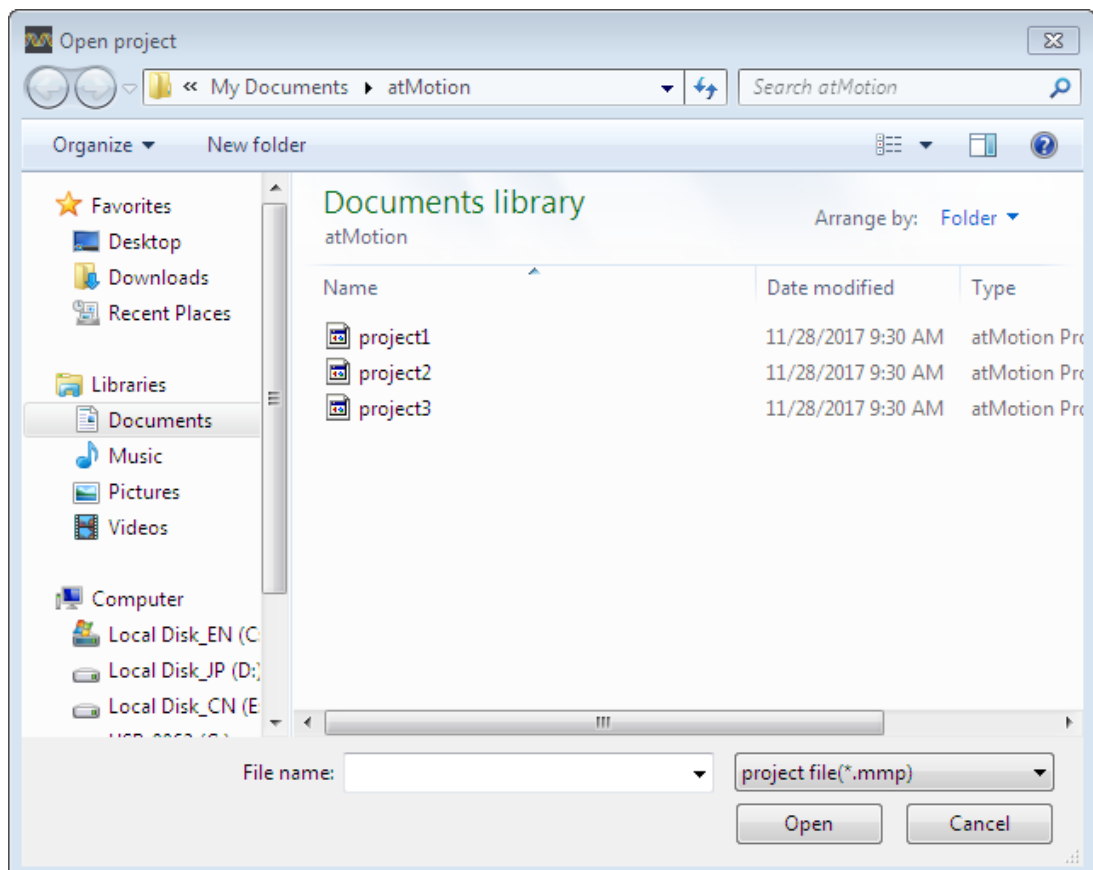 Open project
« My Documents atMotion
Search atMotion
Organize New folder
Favorites
Desktop
Downloads
Recent Places
Libraries
Documents
Music
Pictures
Videos
Computer
Local Disk_EN (C:
Local Disk_JP (D:)
Local Disk_CN (E:
Documents library
atMotion
Arrange by: Folder
Name Date modified Type
project1 11/28/2017 9:30 AM atMotion Pro
project2 11/28/2017 9:30 AM atMotion Pro
project3 11/28/2017 9:30 AM atMotion Pro
File name: project file(*.mmp)
Open Cancel